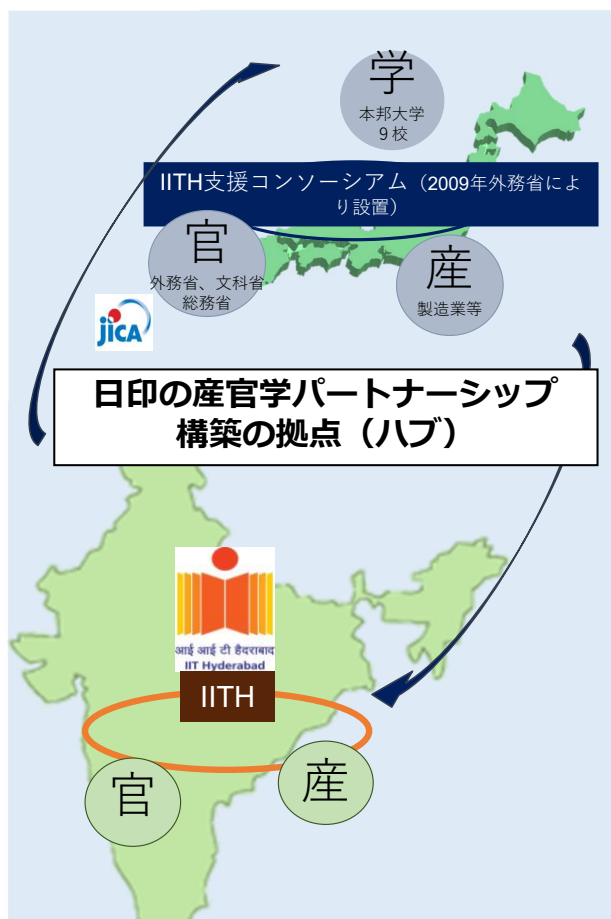 学
本邦大学
9校
IITH支援コンソーシアム（2009年外務省によ
り設置）
官
外務省、文科省
総務省
産
製造業等
jICA
日印の産官学パートナーシップ
構築の拠点（ハブ）
आई आई टी हैदराबाद
IIT Hyderabad
IITH
官
産